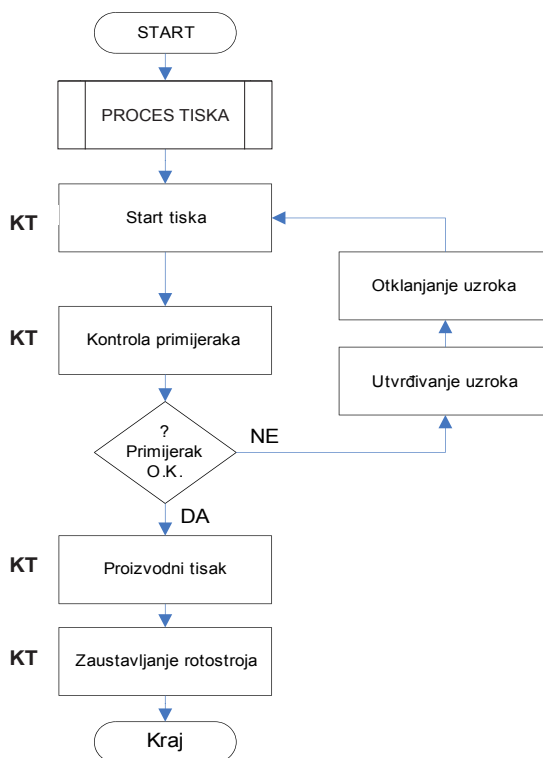 START
PROCES TISKA
KT
Start tiska
Otklanjanje uzroka
KT
Kontrola primijeraka
Utvrđivanje uzroka
?
Primijerak
O.K.
NE
DA
KT
Proizvodni tisak
KT
Zaustavljanje rotostroja
Kraj